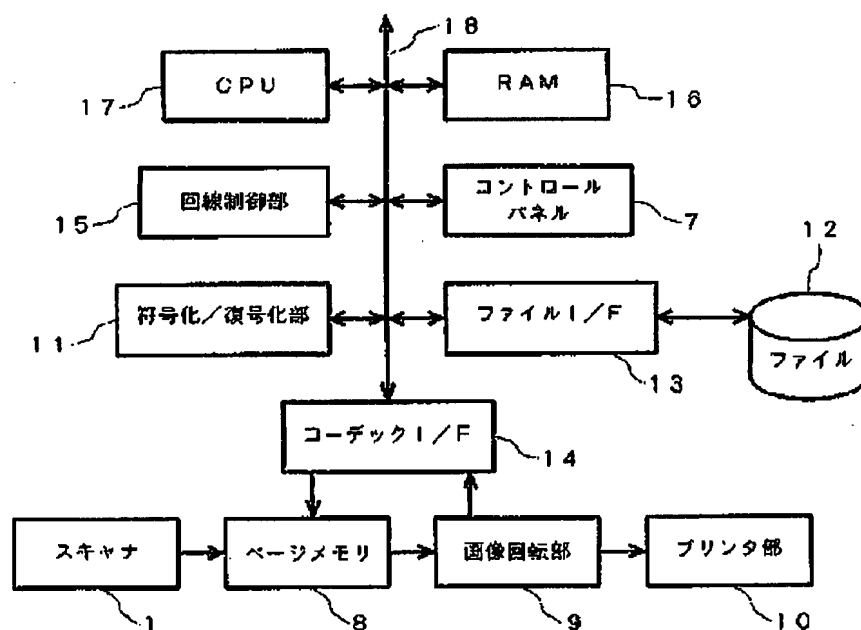 18
CPU
RAM
17
16
回線制御部
コントロール
パネル
15
7
12
符号化／復号化部
ファイルI／F
ファイル
11
13
コーデックI／F
14
スキャナ
ページメモリ
画像回転部
プリンタ部
1
8
9
10